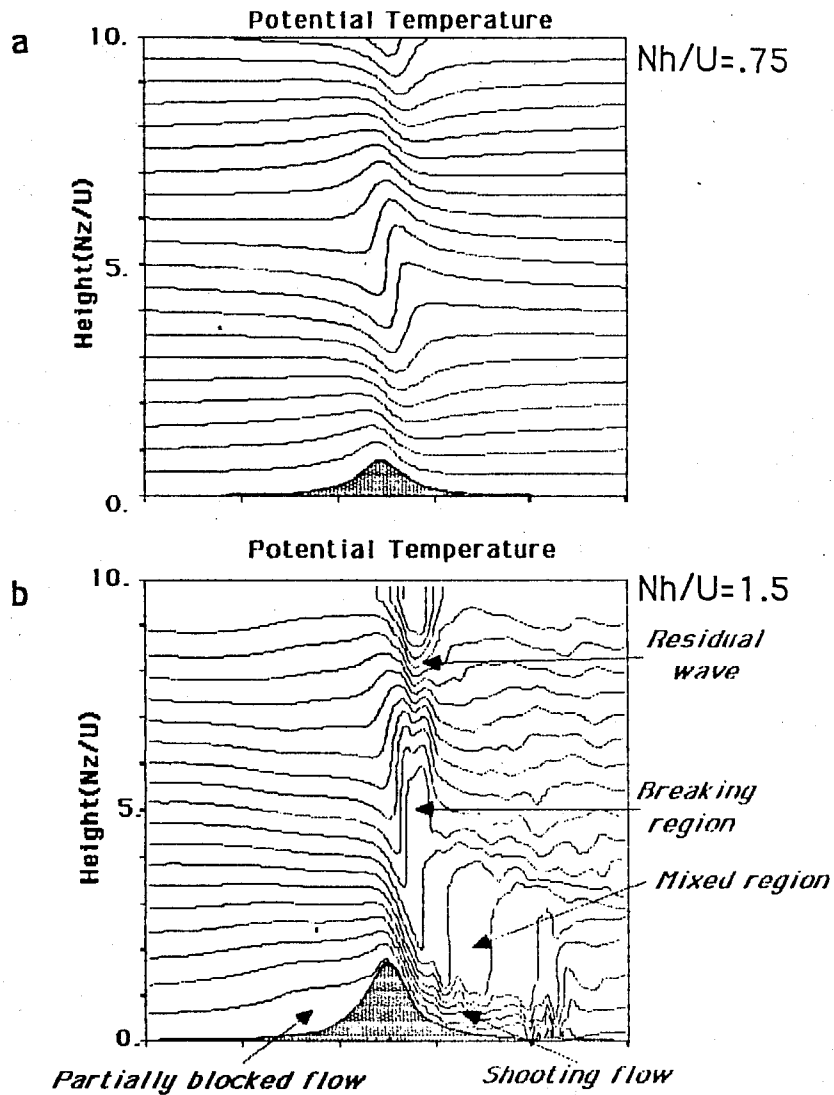 Potential Temperature
a
Nh/U=.75
10.
5.
0.
Height(Nz/U)
Potential Temperature
b
Nh/U=1.5
10.
5.
0.
Height(Nz/U)
Residual
wave
Breaking
region
Mixed region
Partially blocked flow
Shooting flow